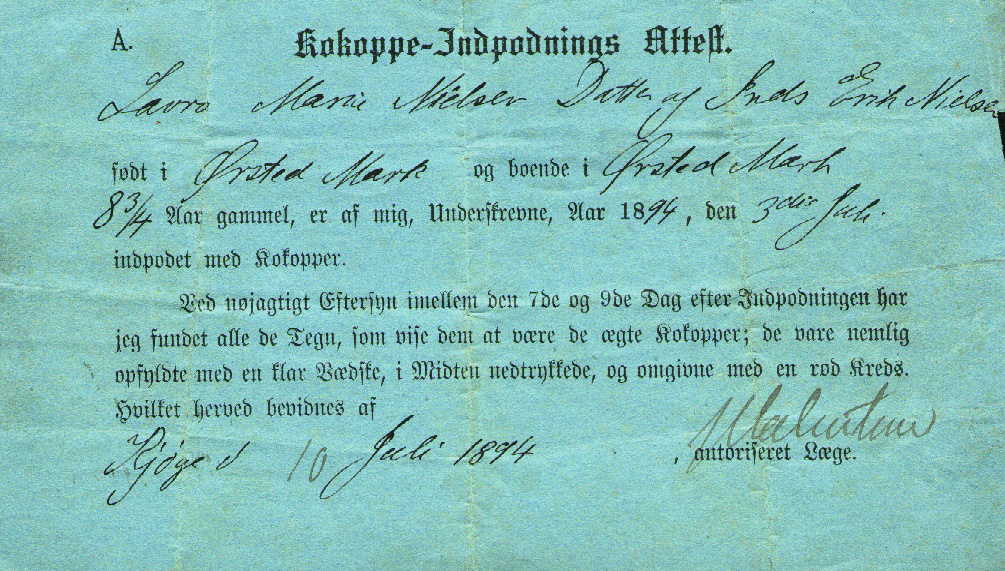 A. Kokoppe-Indpodnings Attest.
Laura Marie Nielsen Datter af Inds Erik Nielsen
født i Ørsted Mark og boende i Ørsted Mark
8 3/4 Aar gammel, er af mig, Underskrevne, Aar 1894, den 3die Juli.
indpodet med Kokopper.
Ved nøjagtigt Eftersyn imellem den 7de og 9de Dag efter Indpodningen har
jeg fundet alle de Tegn, som vise dem at være de ægte Kokopper; de vare nemlig
opfyldte med en klar Vædske, i Midten nedtrykkede, og omgivne med en rød Kreds.
Hvilket herved bevidnes af
Kjøge d 10 Juli 1894
, autoriseret Læge.